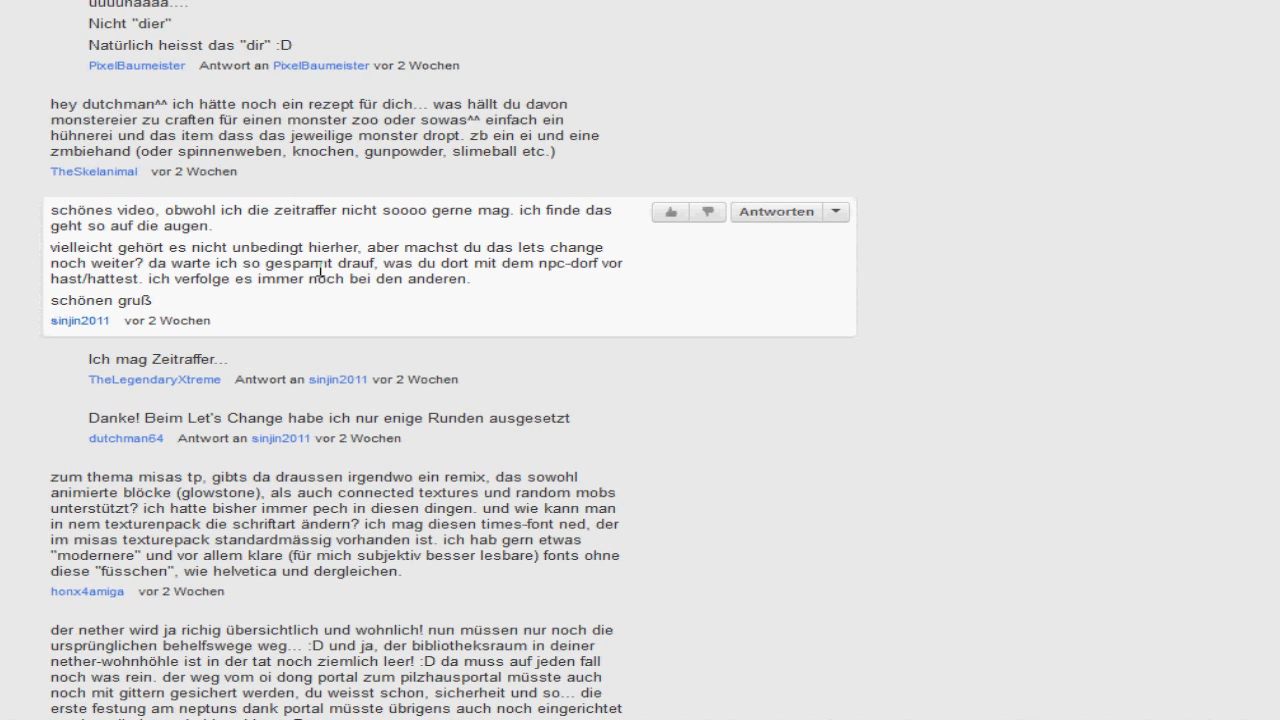 uuuuhaaaa....
Nicht "dier"
Natürlich heisst das "dir" :D
PixelBaumeister Antwort an PixelBaumeister vor 2 Wochen
hey dutchman^^ ich hätte noch ein rezept für dich... was hällt du davon
monstereier zu craften für einen monster zoo oder sowas^^ einfach ein
hühnerei und das item dass das jeweilige monster dropt. zb ein ei und eine
zmbiehand (oder spinnenweben, knochen, gunpowder, slimeball etc.)
TheSkelanimal vor 2 Wochen
schönes video, obwohl ich die zeitraffer nicht soooo gerne mag. ich finde das
geht so auf die augen.
Antworten
vielleicht gehört es nicht unbedingt hierher, aber machst du das lets change
noch weiter? da warte ich so gespannt drauf, was du dort mit dem npc-dorf vor
hast/hattest. ich verfolge es immer noch bei den anderen.
schönen gruß
sinjin2011 vor 2 Wochen
Ich mag Zeitraffer...
TheLegendaryXtreme Antwort an sinjin2011 vor 2 Wochen
Danke! Beim Let's Change habe ich nur enige Runden ausgesetzt
dutchman64 Antwort an sinjin2011 vor 2 Wochen
zum thema misas tp, gibts da draussen irgendwo ein remix, das sowohl
animierte blöcke (glowstone), als auch connected textures und random mobs
unterstützt? ich hatte bisher immer pech in diesen dingen. und wie kann man
in nem texturenpack die schriftart ändern? ich mag diesen times-font ned, der
im misas texturepack standardmässig vorhanden ist. ich hab gern etwas
"modernere" und vor allem klare (für mich subjektiv besser lesbare) fonts ohne
diese "füsschen", wie helvetica und dergleichen.
honx4amiga vor 2 Wochen
der nether wird ja richig übersichtlich und wohnlich! nun müssen nur noch die
ursprünglichen behelfswege weg... :D und ja, der bibliotheksraum in deiner
nether-wohnhöhle ist in der tat noch ziemlich leer! :D da muss auf jeden fall
noch was rein. der weg vom oi dong portal zum pilzhausportal müsste auch
noch mit gittern gesichert werden, du weisst schon, sicherheit und so... die
erste festung am neptuns dank portal müsste übrigens auch noch eingerichtet